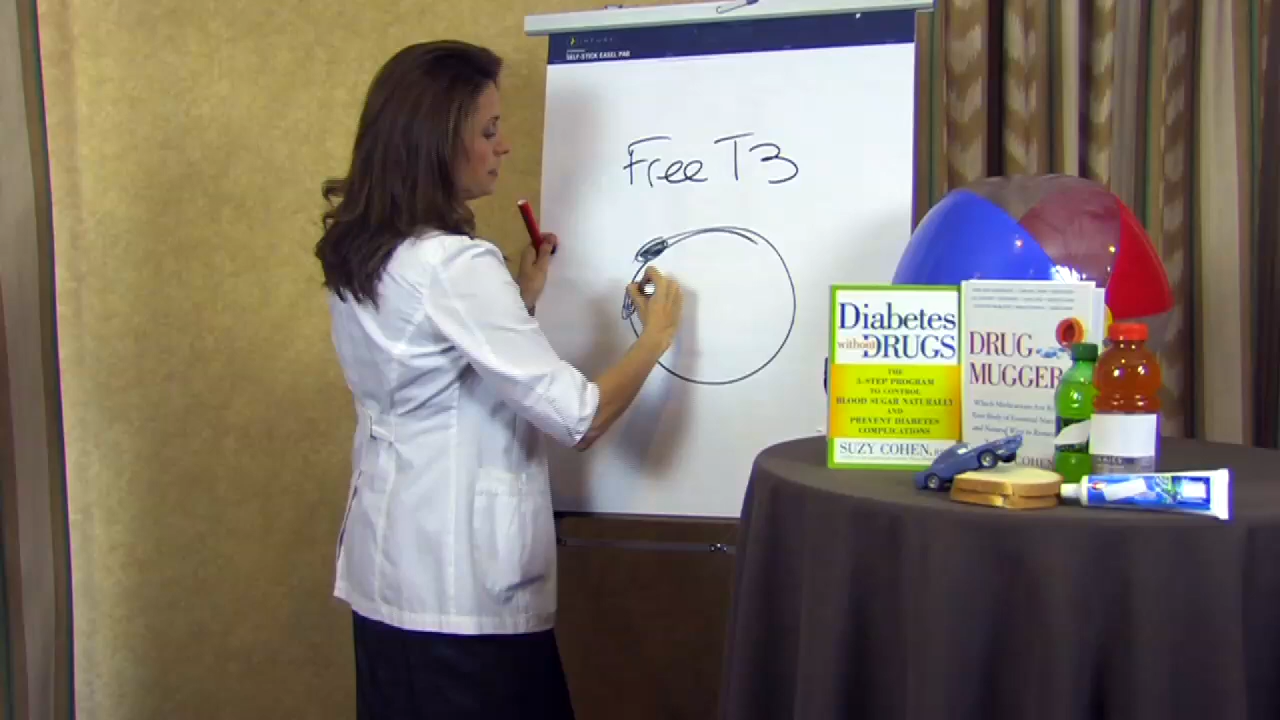 SELF-STICK EASEL PAD
Free T3
Diabetes
without DRUGS
THE
5-STEP PROGRAM
TO CONTROL
BLOOD SUGAR NATURALLY
AND
PREVENT DIABETES
COMPLICATIONS
SUZY COHEN,
DRUG
MUGGER
COHEN